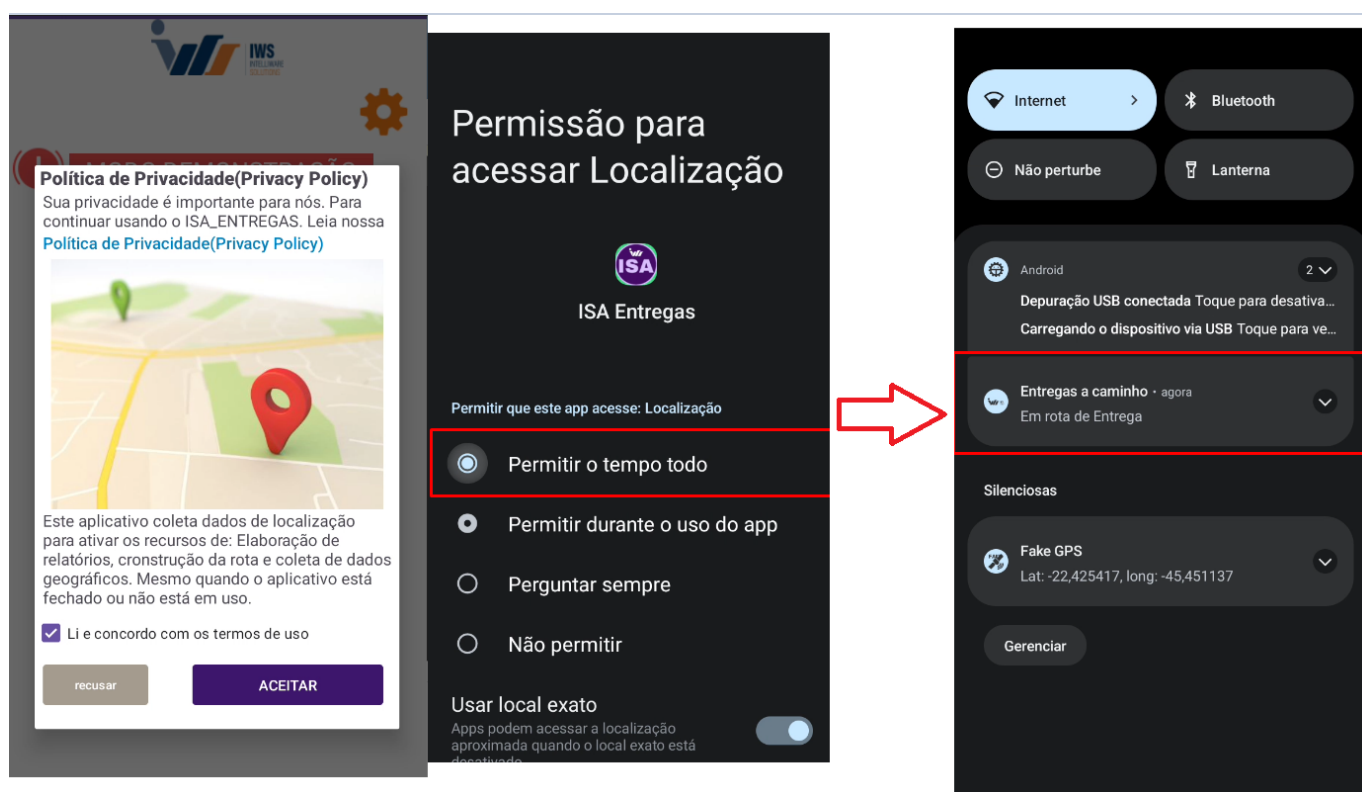 IWS
INTELLIWARE
SOLUTIONS
MODO DEMONSTRAÇÃO
Política de Privacidade(Privacy Policy)
Sua privacidade é importante para nós. Para
continuar usando o ISA_ENTREGAS. Leia nossa
Política de Privacidade(Privacy Policy)
Este aplicativo coleta dados de localização
para ativar os recursos de: Elaboração de
relatórios, cronstrução da rota e coleta de dados
geográficos. Mesmo quando o aplicativo está
fechado ou não está em uso.
Li e concordo com os termos de uso
recusar
ACEITAR
Permissão para
acessar Localização
ISA
ISA Entregas
Permitir que este app acesse: Localização
Permitir o tempo todo
Permitir durante o uso do app
Perguntar sempre
Não permitir
Usar local exato
Apps podem acessar a localização
aproximada quando o local exato está
desativado
Internet
Bluetooth
Não perturbe
Lanterna
Android
2
Depuração USB conectada Toque para desativa...
Carregando o dispositivo via USB Toque para ve...
Entregas a caminho • agora
Em rota de Entrega
Silenciosas
Fake GPS
Lat: -22,425417, long: -45,451137
Gerenciar